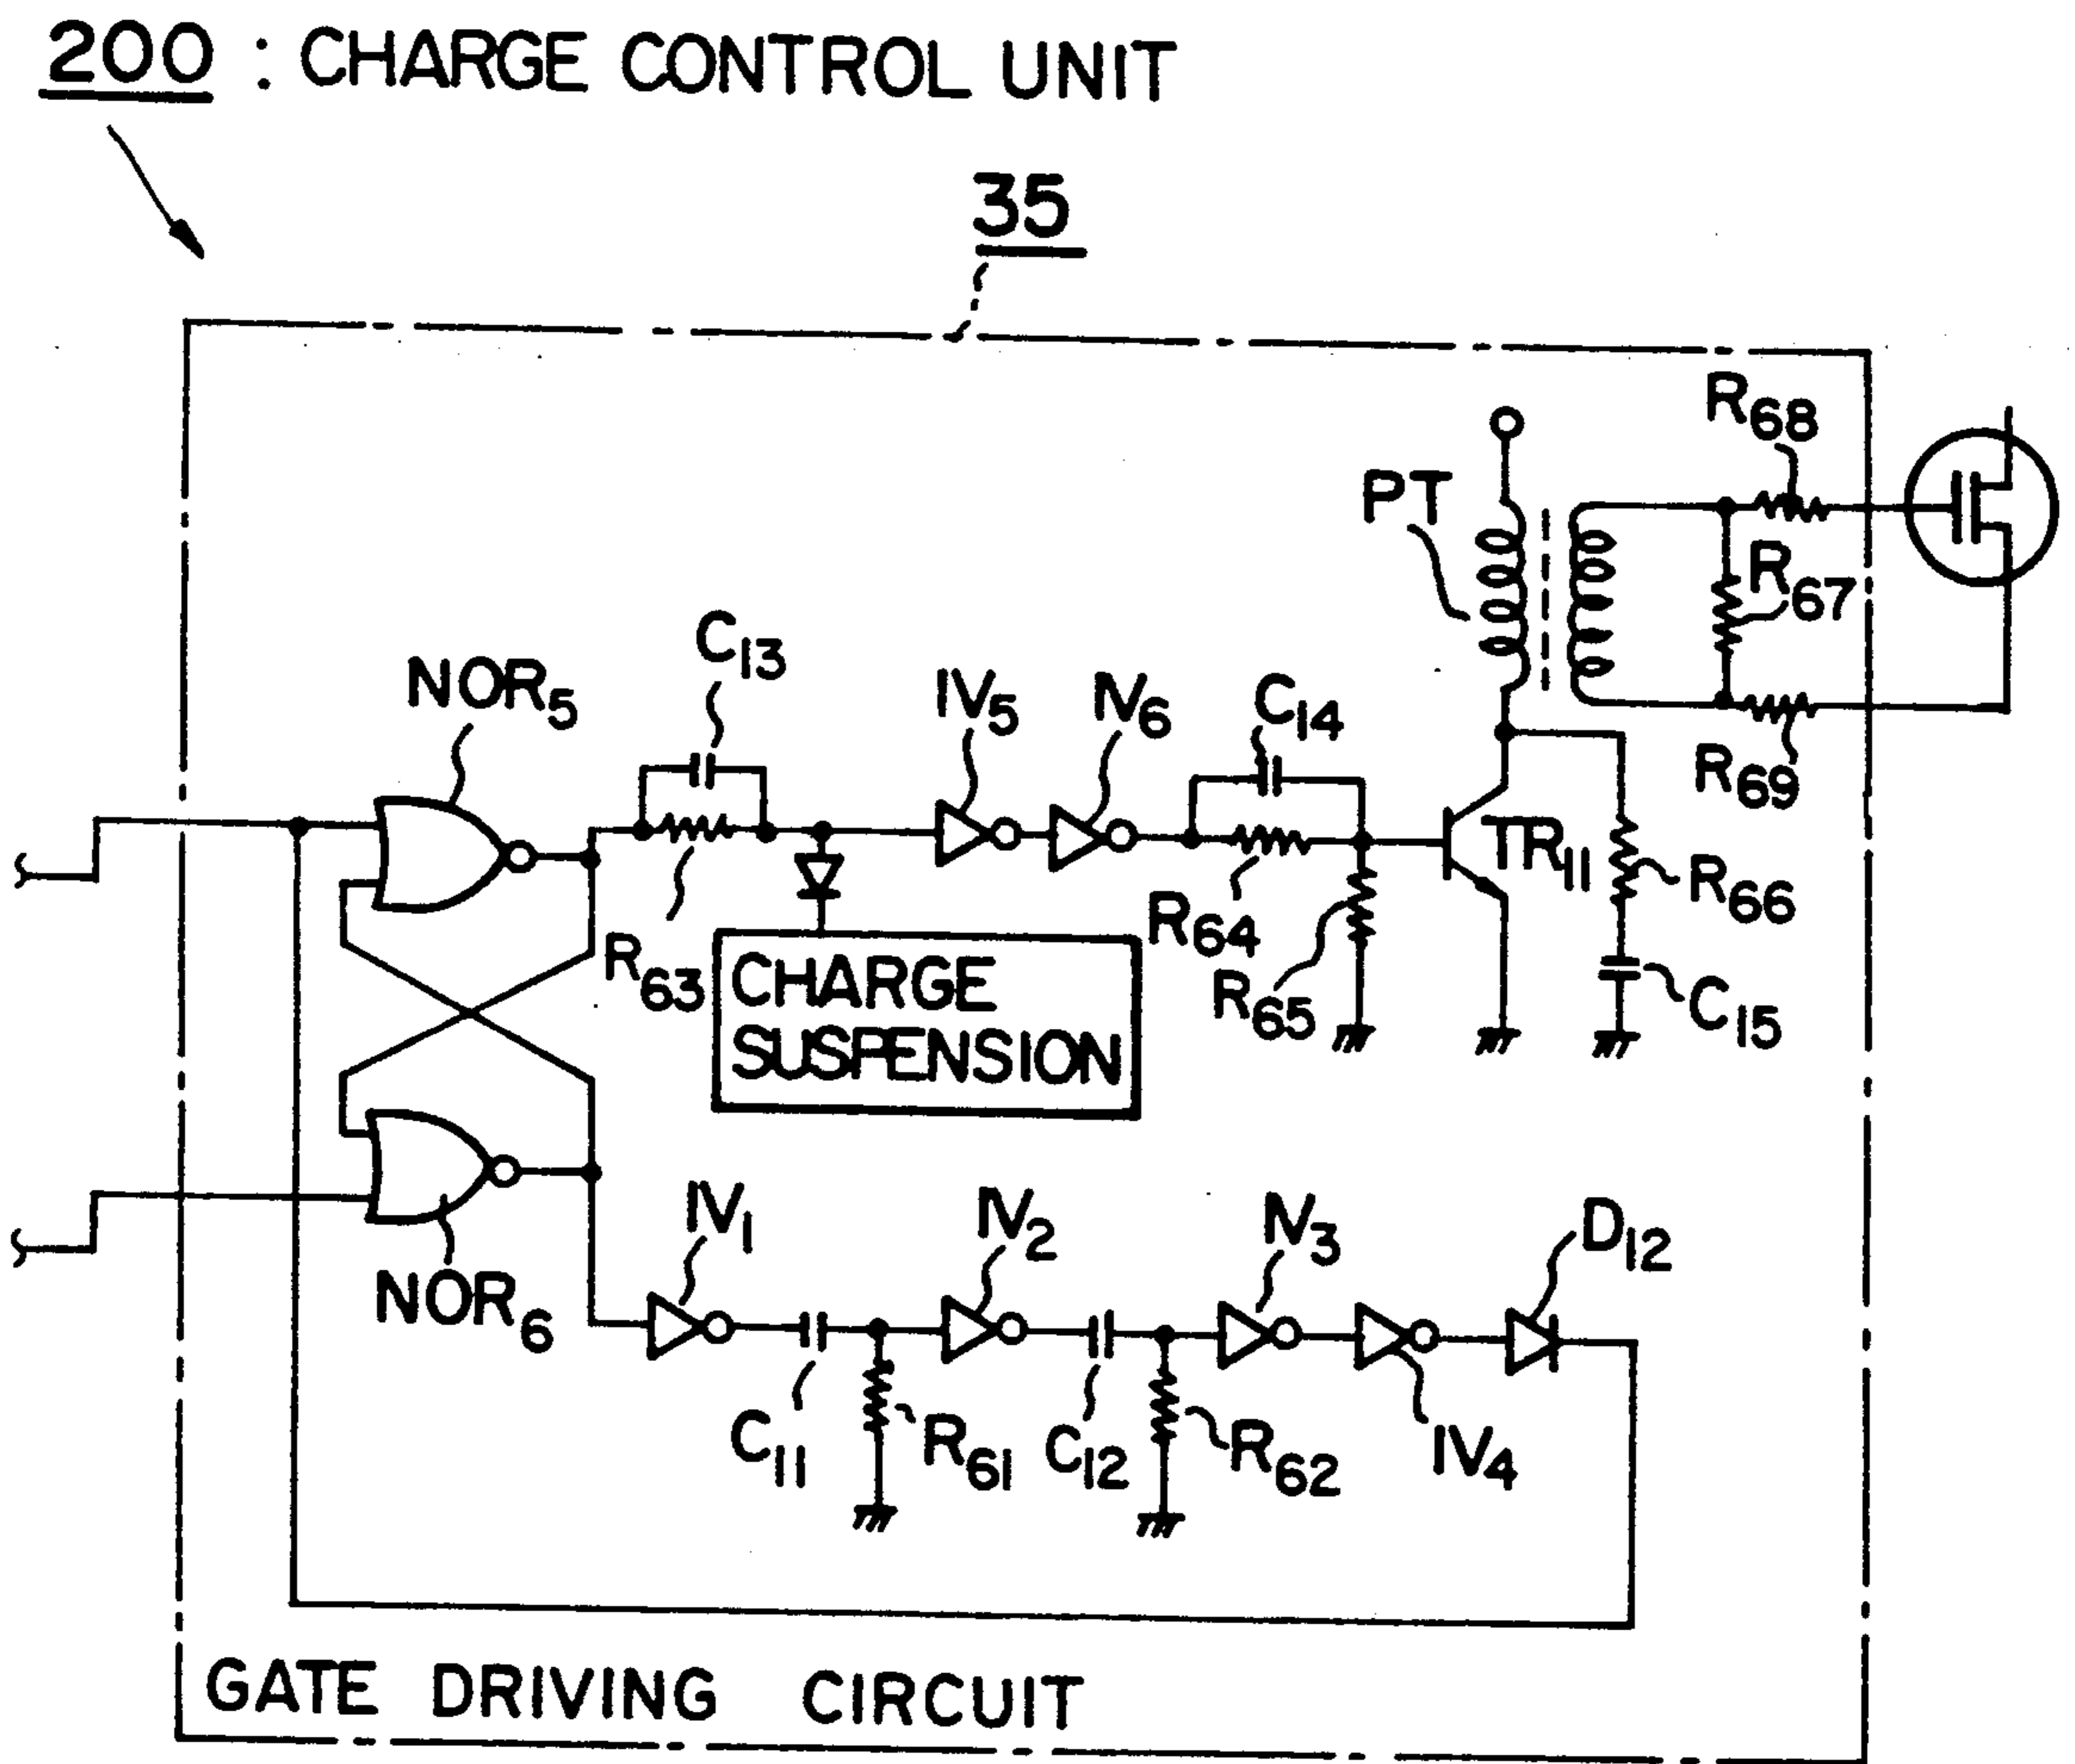 200 : CHARGE CONTROL UNIT
35
R68
PT
R67
C13
NOR5
IV5
IV6
C14
R69
TR11
R66
R64
R63
CHARGE
SUSPENSION
R65
C15
IV1
IV2
IV3
D12
NOR6
C11
R61
C12
R62
IV4
GATE DRIVING CIRCUIT